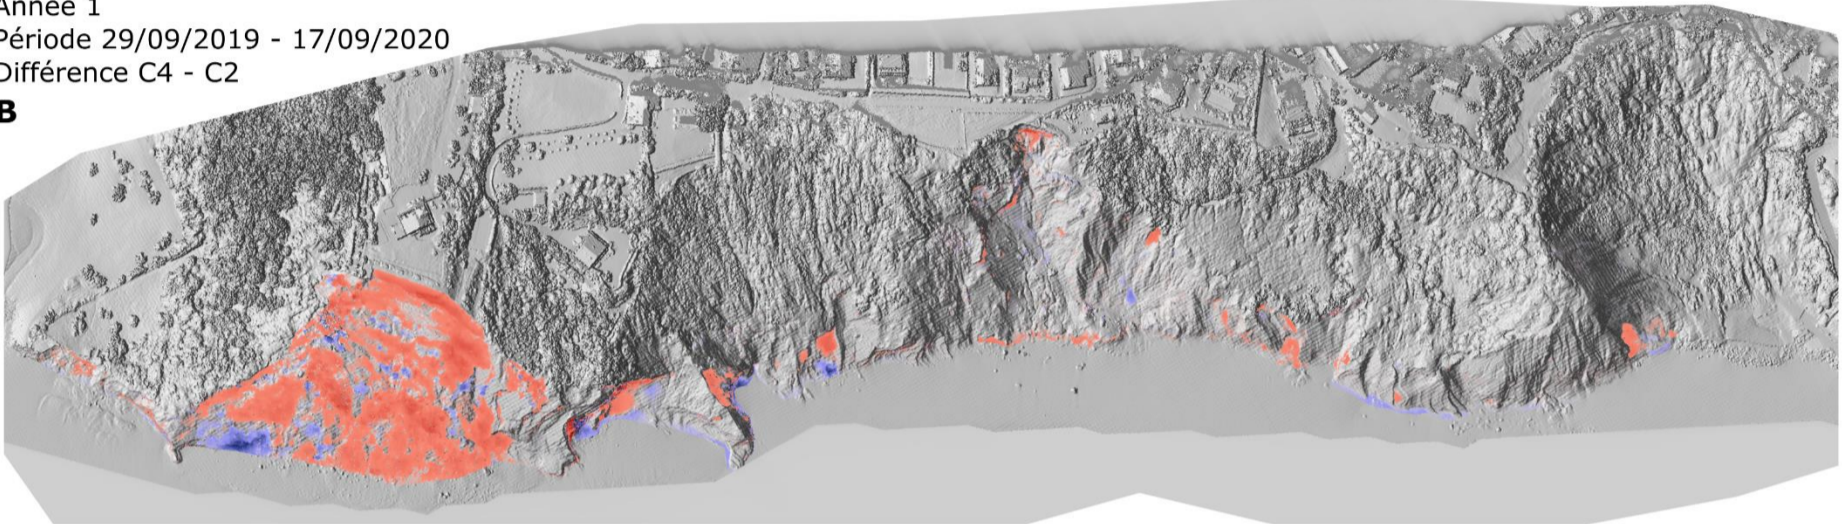 Année 1
Période 29/09/2019 - 17/09/2020
Différence C4 - C2
B